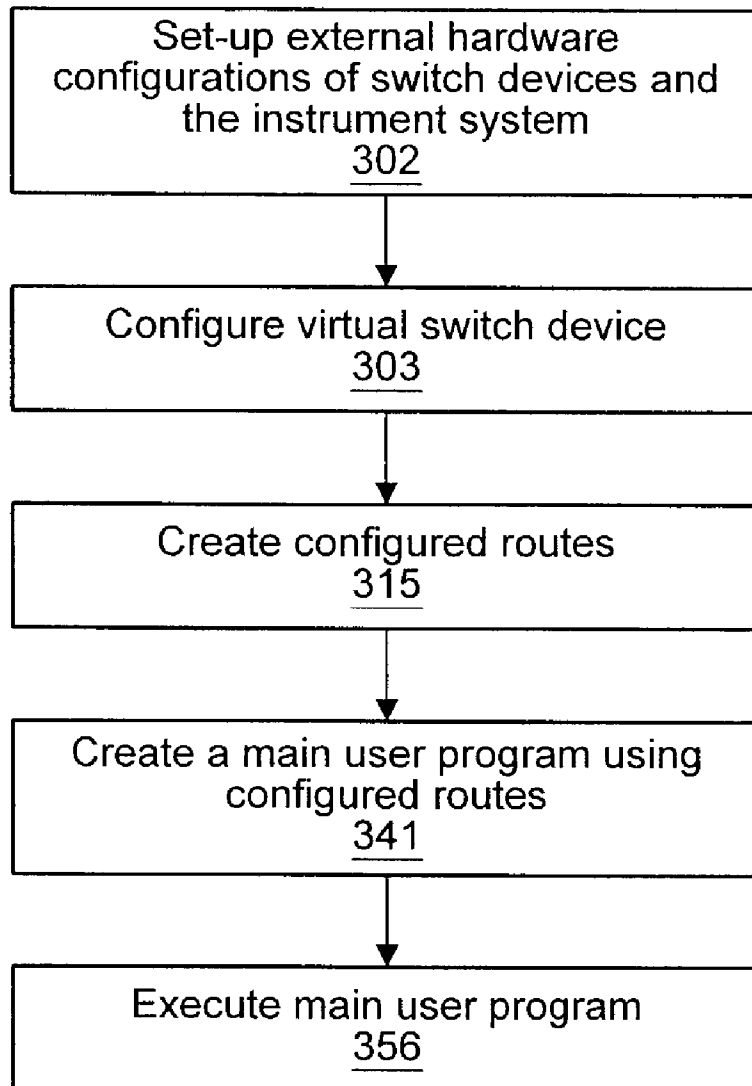 Set-up external hardware
configurations of switch devices and
the instrument system
302
Configure virtual switch device
303
Create configured routes
315
Create a main user program using
configured routes
341
Execute main user program
356